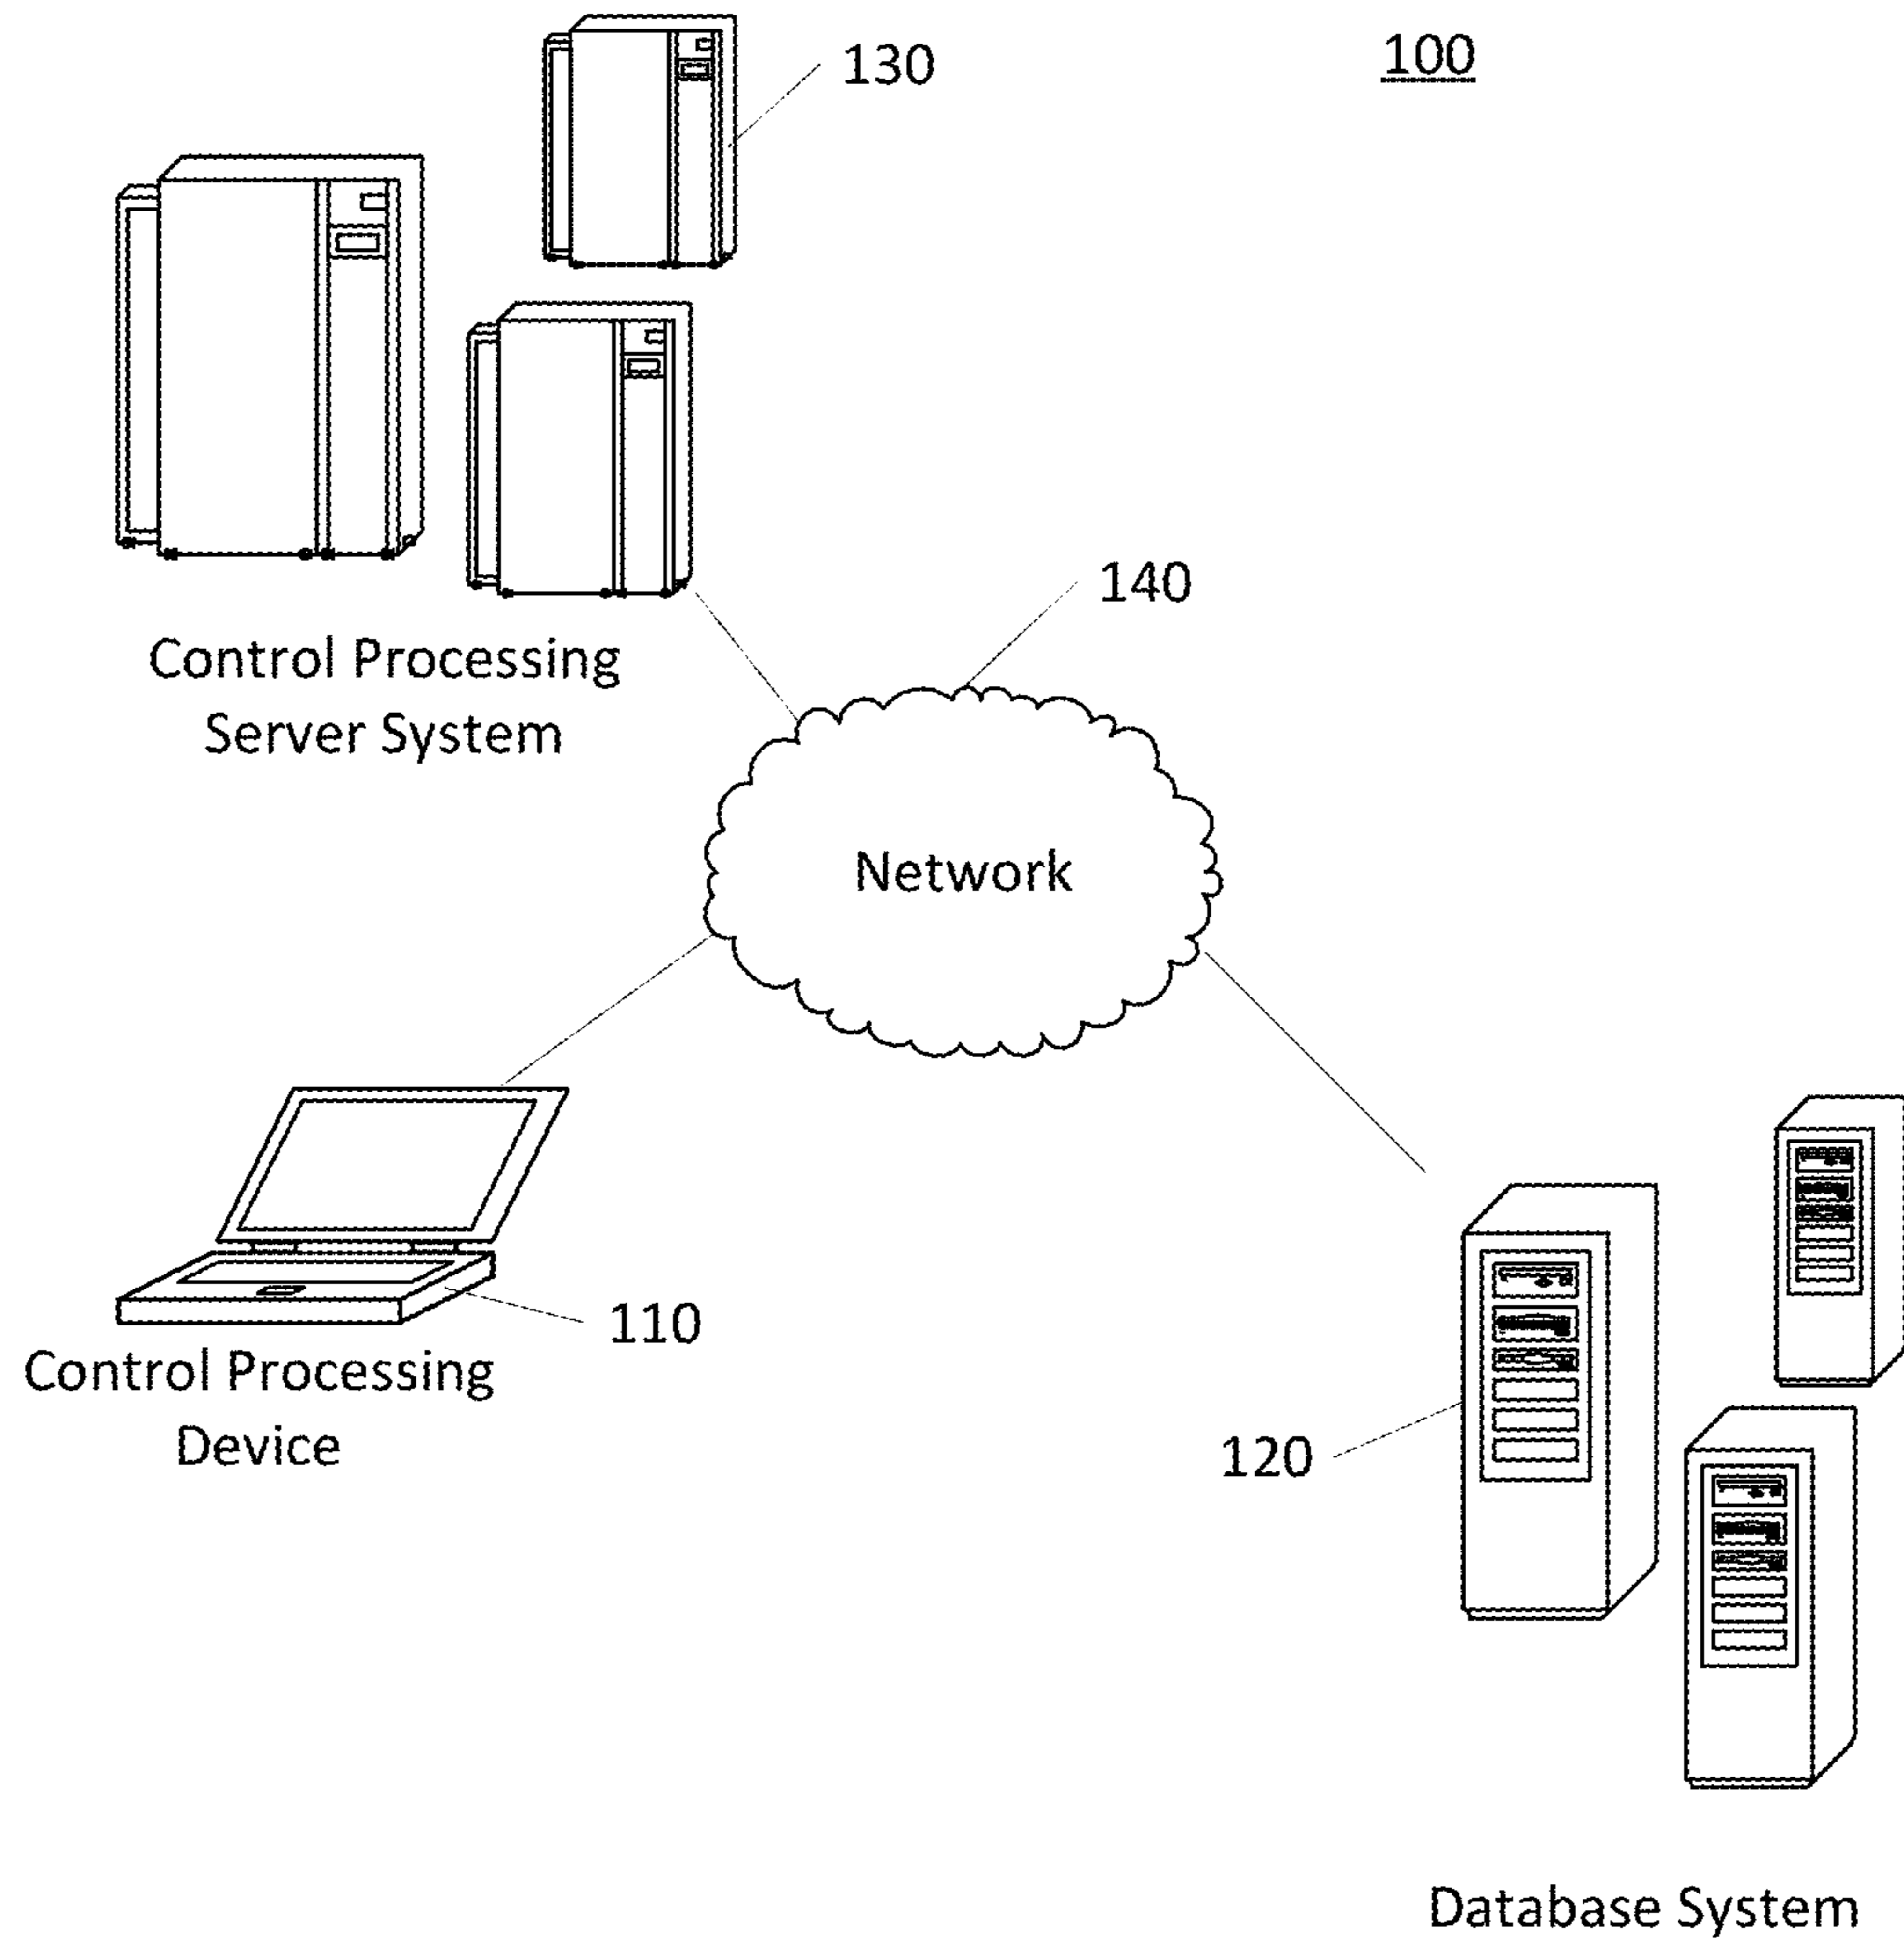 100
130
Control Processing
Server System
140
Network
110
Control Processing
Device
120
Database System